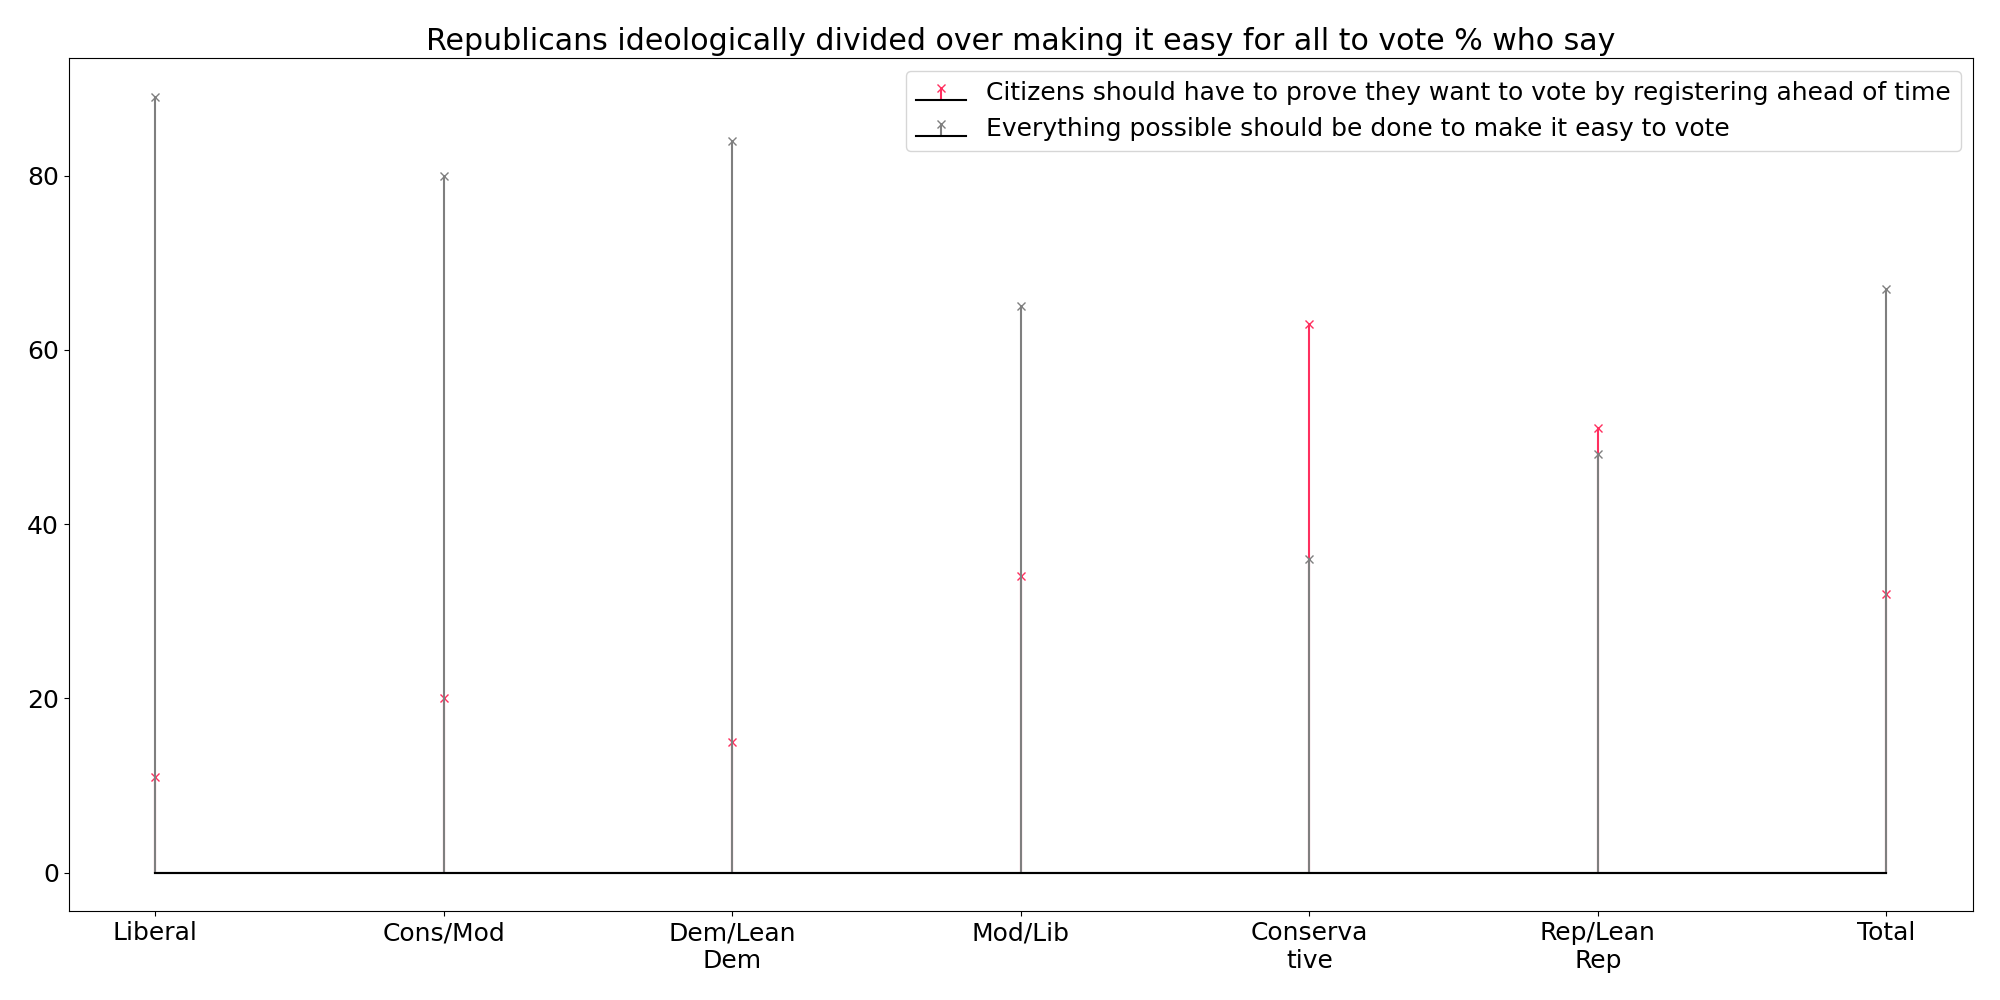 Republicans ideologically divided over making it easy for all to vote % who say
Citizens should have to prove they want to vote by registering ahead of time
Everything possible should be done to make it easy to vote
80
60
40
20
0
Liberal
Cons/Mod
Dem/Lean
Dem
Mod/Lib
Conserva
tive
Rep/Lean
Rep
Total